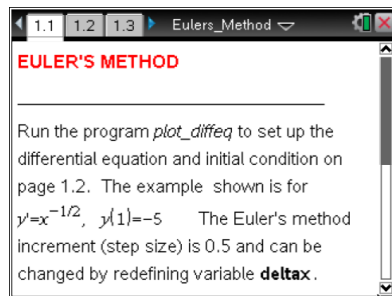 1.1 1.2 1.3 Eulers_Method
EULER'S METHOD
Run the program plot_diffeq to set up the
differential equation and initial condition on
page 1.2. The example shown is for
y'=x^{-1/2}, y(1)=-5 The Euler's method
increment (step size) is 0.5 and can be
changed by redefining variable deltax.